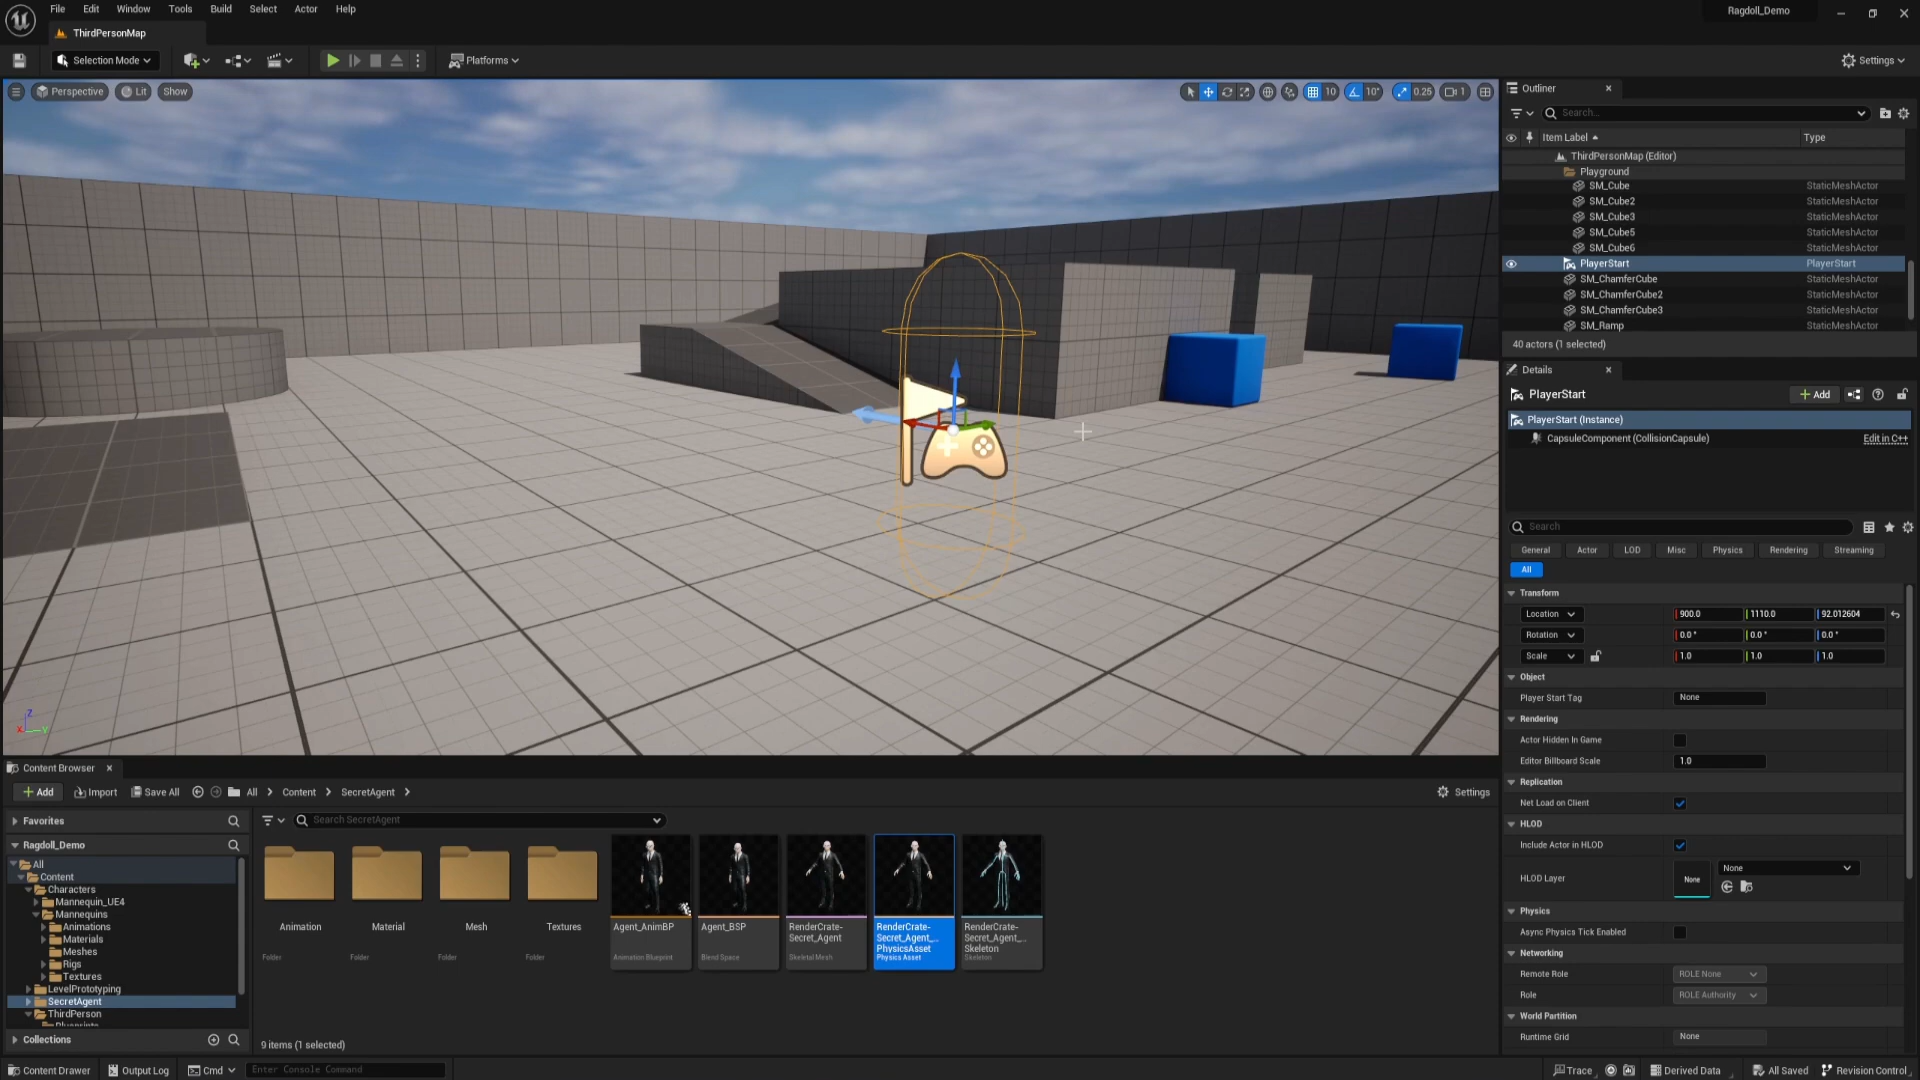 File Edit Window Tools Build Select Actor Help
Ragdoll_Demo
ThirdPersonMap
Selection Mode
Platforms
Settings
Perspective Lit Show
10 10° 0.25 1
Outliner
Search...
Item Label Type
ThirdPersonMap (Editor)
Playground
SM_Cube StaticMeshActor
SM_Cube2 StaticMeshActor
SM_Cube3 StaticMeshActor
SM_Cube5 StaticMeshActor
SM_Cube6 StaticMeshActor
PlayerStart PlayerStart
SM_ChamferCube StaticMeshActor
SM_ChamferCube2 StaticMeshActor
SM_ChamferCube3 StaticMeshActor
SM_Ramp StaticMeshActor
40 actors (1 selected)
Details
PlayerStart
+ Add
PlayerStart (Instance)
CapsuleComponent (CollisionCapsule) Edit in C++
Search
General Actor LOD Misc Physics Rendering Streaming
All
Transform
Location 900.0 1110.0 92.012604
Rotation 0.0° 0.0° 0.0°
Scale 1.0 1.0 1.0
Object
Player Start Tag None
Rendering
Actor Hidden In Game
Editor Billboard Scale 1.0
Replication
Net Load on Client
HLOD
Include Actor in HLOD
HLOD Layer None None
Physics
Async Physics Tick Enabled
Networking
Remote Role ROLE None
Role ROLE Authority
World Partition
Runtime Grid None
Z
X Y
Content Browser
+ Add Import Save All All > Content > SecretAgent >
Settings
Favorites
Search SecretAgent
Ragdoll_Demo
All
Content
Characters
Mannequin_UE4
Mannequins
Animations
Materials
Meshes
Rigs
Textures
LevelPrototyping
SecretAgent
ThirdPerson
Blueprints
Collections
Animation
Folder
Material
Folder
Mesh
Folder
Textures
Folder
Agent_AnimBP
Animation Blueprint
Agent_BSP
Blend Space
RenderCrate-
Secret_Agent
Skeletal Mesh
RenderCrate-
Secret_Agent_...
PhysicsAsset
Physics Asset
RenderCrate-
Secret_Agent_...
Skeleton
Skeleton
9 items (1 selected)
Content Drawer Output Log Cmd Enter Console Command
Trace Derived Data All Saved Revision Control